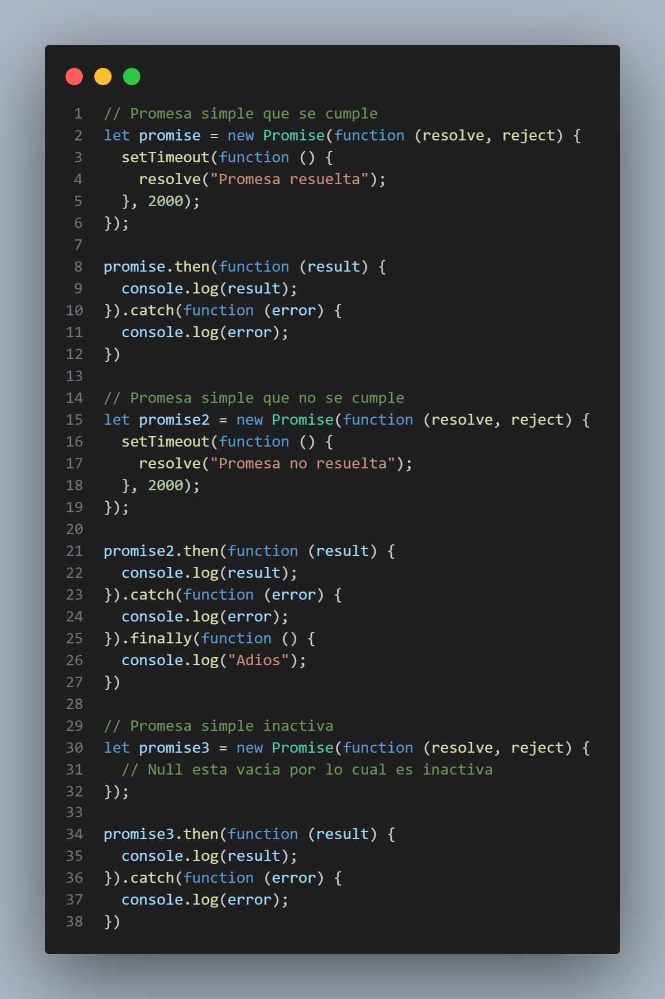 1 // Promesa simple que se cumple
2 let promise = new Promise(function (resolve, reject) {
3   setTimeout(function () {
4     resolve("Promesa resuelta");
5   }, 2000);
6 });
7
8 promise.then(function (result) {
9   console.log(result);
10 }).catch(function (error) {
11   console.log(error);
12 })
13
14 // Promesa simple que no se cumple
15 let promise2 = new Promise(function (resolve, reject) {
16   setTimeout(function () {
17     resolve("Promesa no resuelta");
18   }, 2000);
19 });
20
21 promise2.then(function (result) {
22   console.log(result);
23 }).catch(function (error) {
24   console.log(error);
25 }).finally(function () {
26   console.log("Adios");
27 })
28
29 // Promesa simple inactiva
30 let promise3 = new Promise(function (resolve, reject) {
31   // Null esta vacia por lo cual es inactiva
32 });
33
34 promise3.then(function (result) {
35   console.log(result);
36 }).catch(function (error) {
37   console.log(error);
38 })